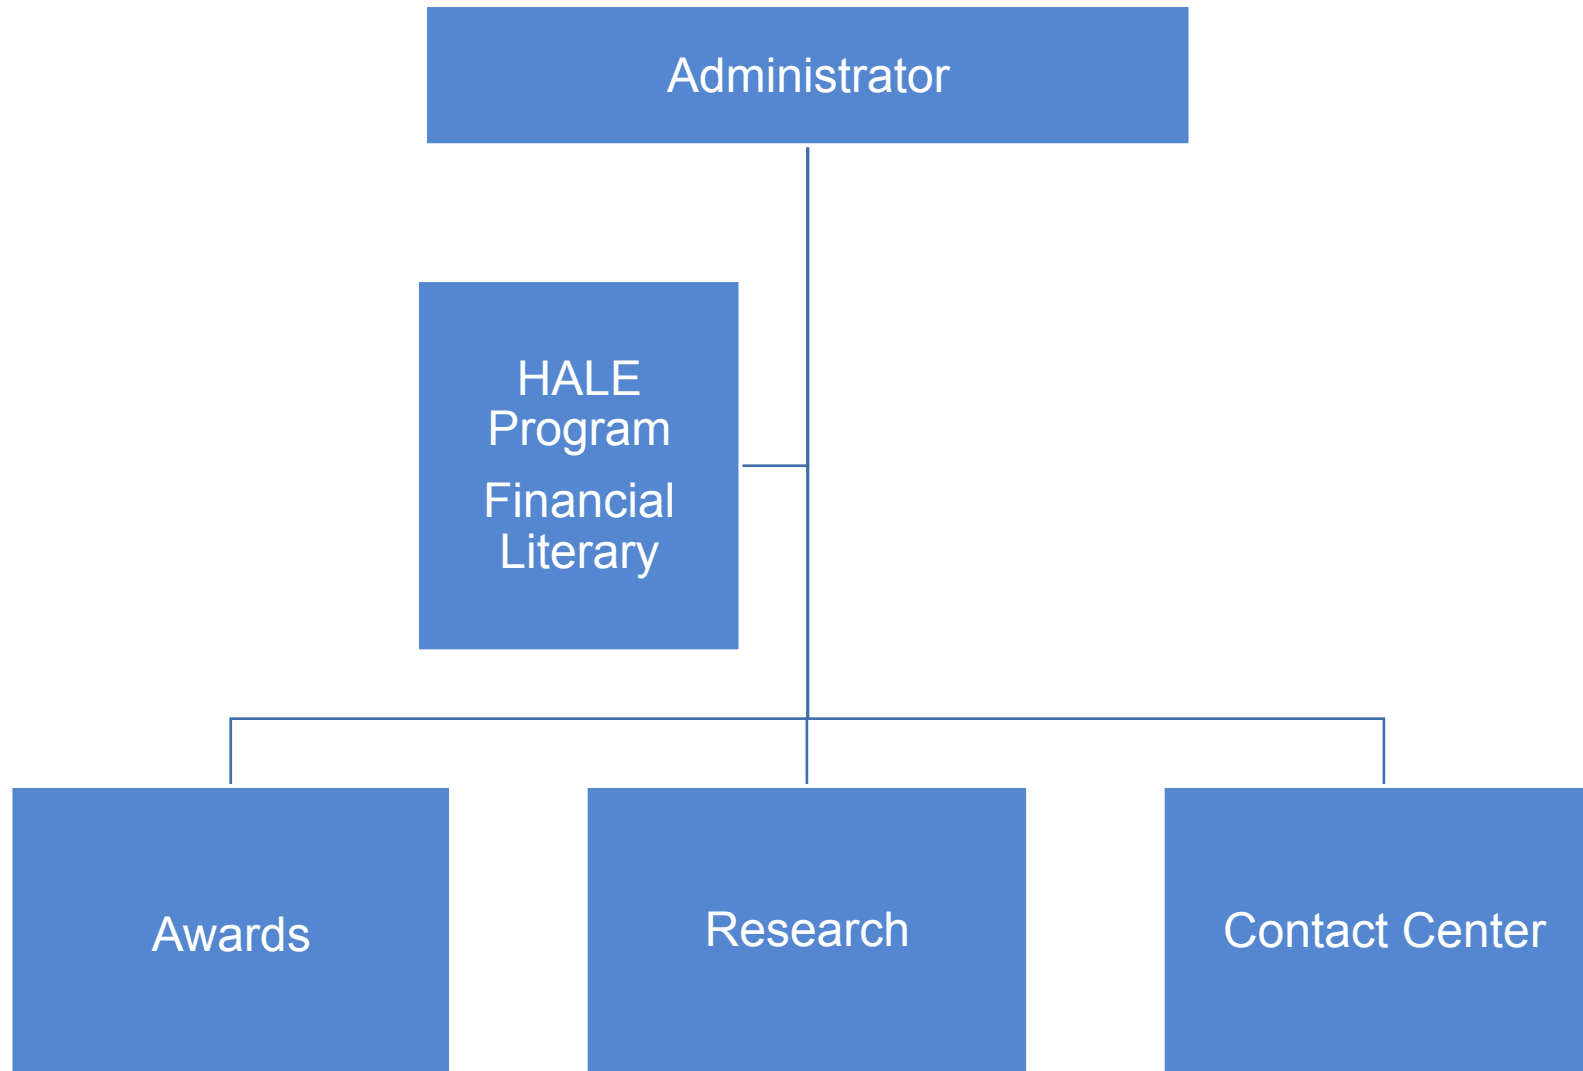 Administrator
HALE
Program
Financial
Literary
Awards
Research
Contact Center